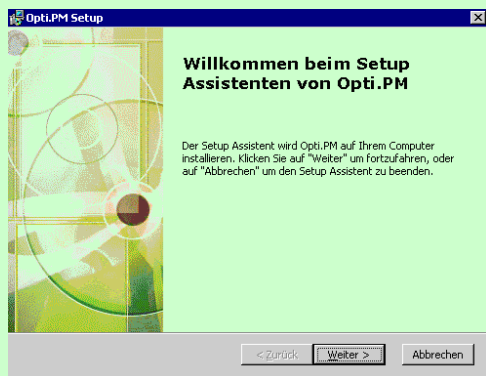 Opti.PM Setup
Willkommen beim Setup
Assistenten von Opti.PM
Der Setup Assistent wird Opti.PM auf Ihrem Computer
installieren. Klicken Sie auf "Weiter" um fortzufahren, oder
auf "Abbrechen" um den Setup Assistent zu beenden.
< Zurück Weiter > Abbrechen